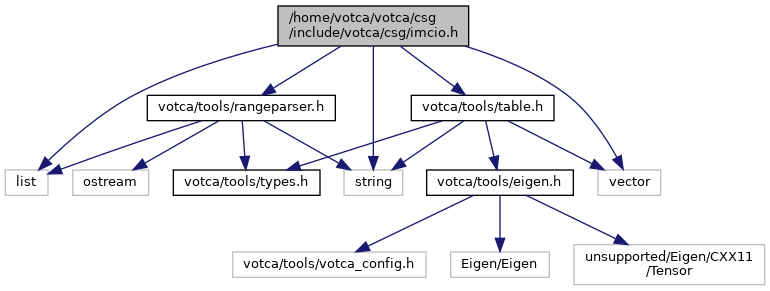 /home/votca/votca/csg
/include/votca/csg/imcio.h
votca/tools/rangeparser.h
votca/tools/table.h
list
ostream
votca/tools/types.h
string
votca/tools/eigen.h
vector
votca/tools/votca_config.h
Eigen/Eigen
unsupported/Eigen/CXX11
/Tensor